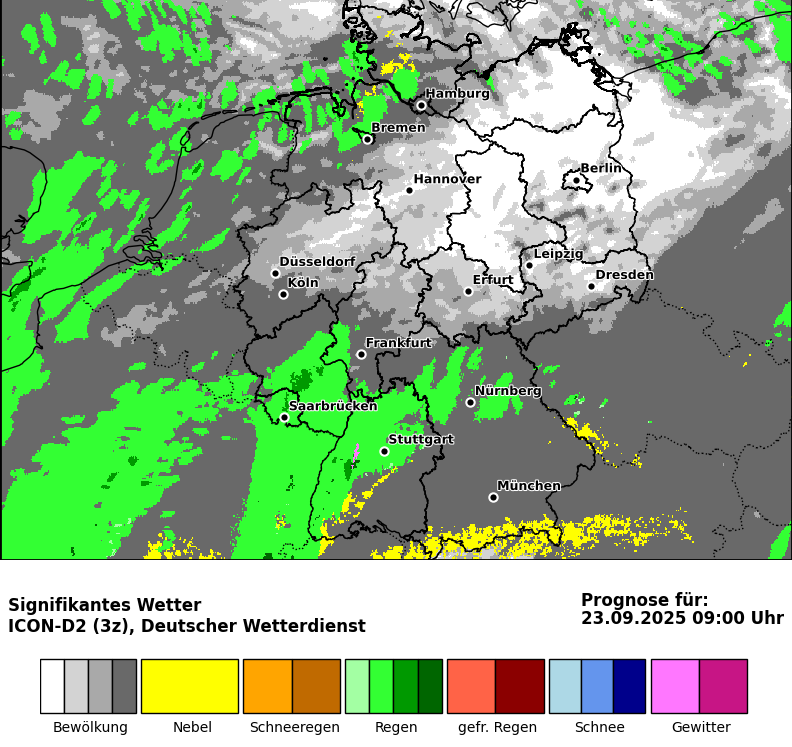 Hamburg
Bremen
Berlin
Hannover
Leipzig
Düsseldorf
Dresden
Köln
Erfurt
Frankfurt
Nürnberg
Saarbrücken
Stuttgart
München
Signifikantes Wetter
ICON-D2 (3z), Deutscher Wetterdienst
Prognose für:
23.09.2025 09:00 Uhr
Bewölkung
Nebel
Schneeregen
Regen
gefr. Regen
Schnee
Gewitter